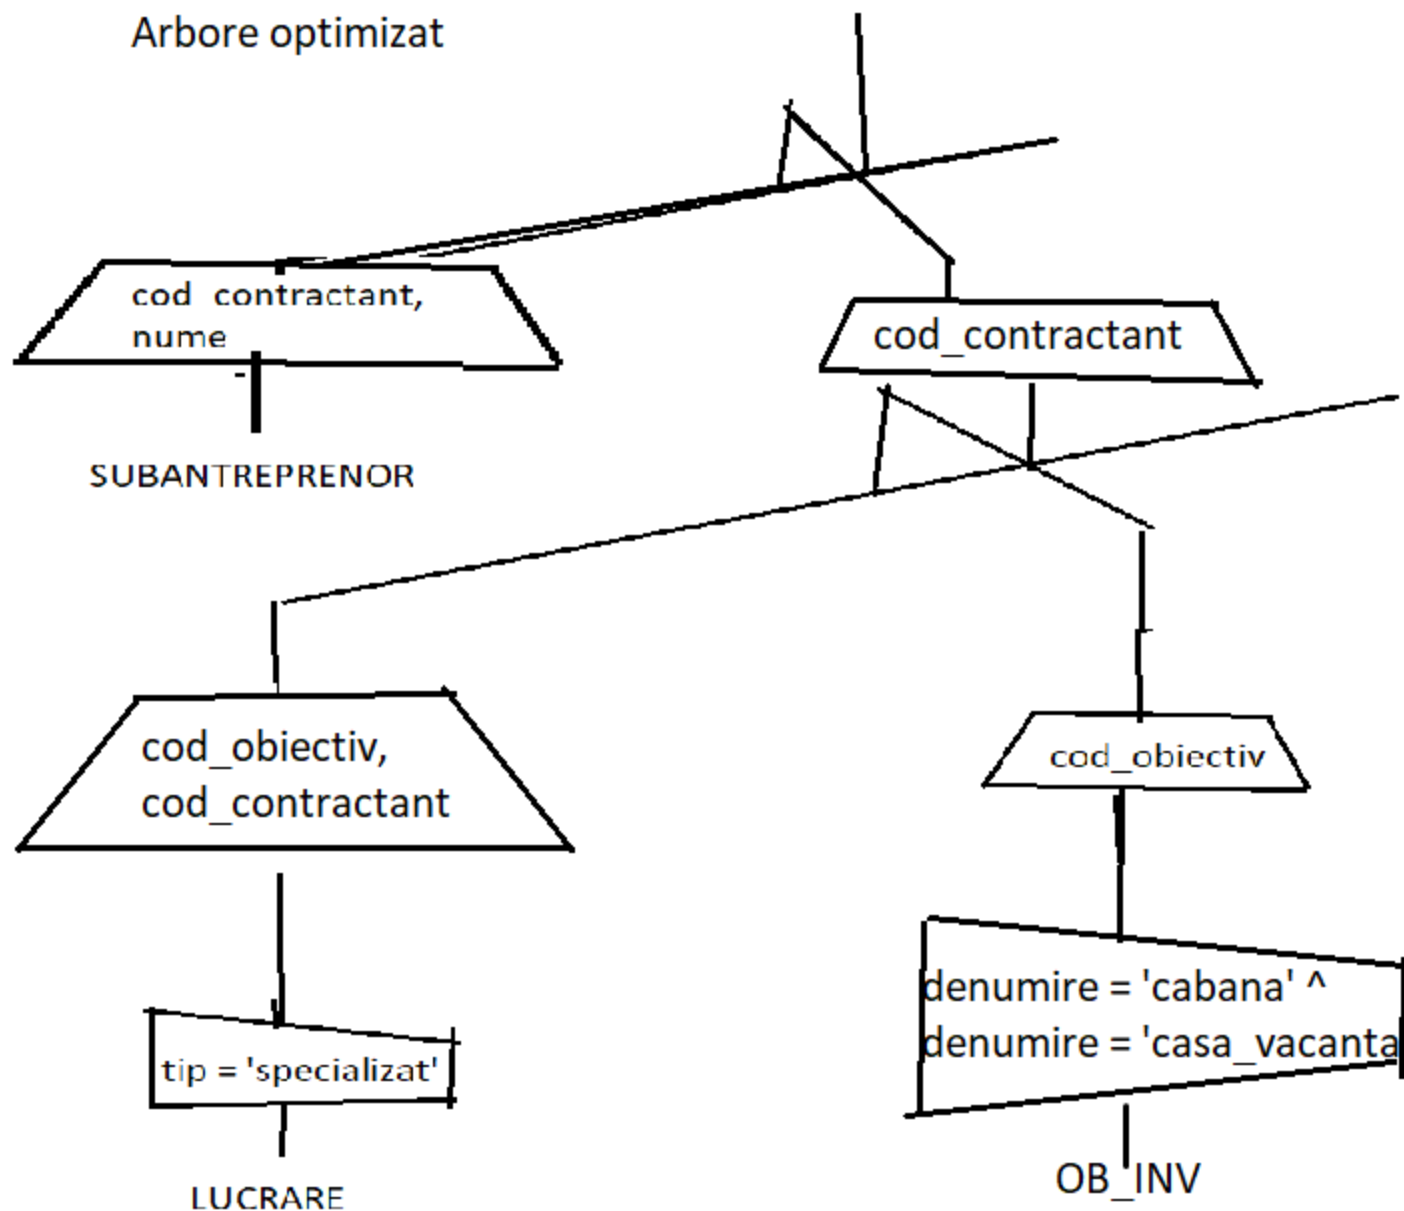 Arbore optimizat
cod_contractant,
nume
cod_contractant
SUBANTREPRENOR
cod_obiectiv,
cod_contractant
cod_obiectiv
denumire = 'cabana' ^
denumire = 'casa_vacanta
tip = 'specializat'
OB_INV
LUCRARE